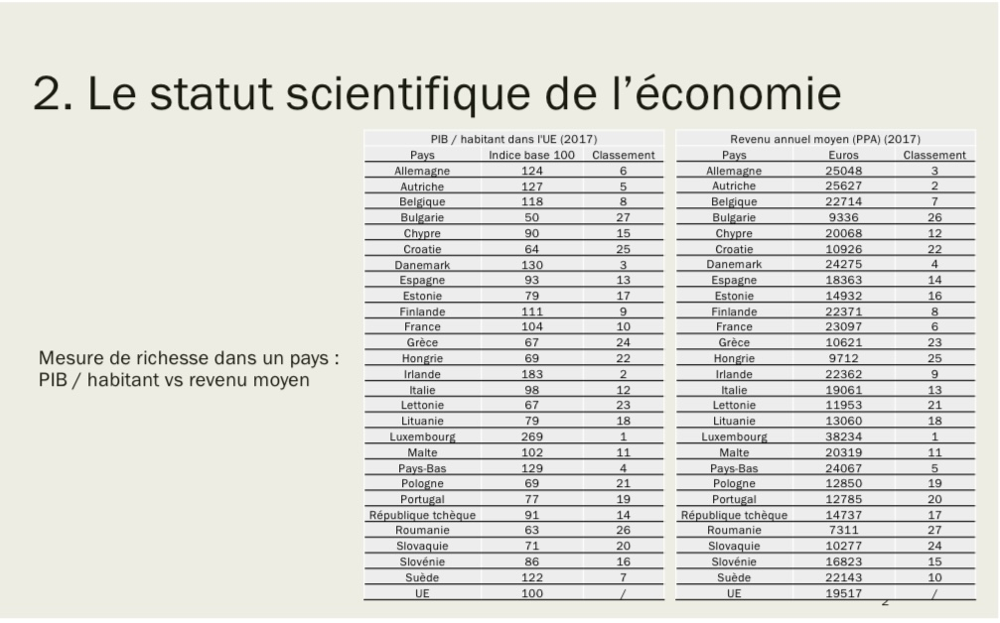 2. Le statut scientifique de l’économie
Mesure de richesse dans un pays :
PIB / habitant vs revenu moyen
PIB / habitant dans l'UE (2017)
Pays Indice base 100 Classement
Allemagne 124 6
Autriche 127 5
Belgique 118 8
Bulgarie 50 27
Chypre 90 15
Croatie 64 25
Danemark 130 3
Espagne 93 13
Estonie 79 17
Finlande 111 9
France 104 10
Grèce 67 24
Hongrie 69 22
Irlande 183 2
Italie 98 12
Lettonie 67 23
Lituanie 79 18
Luxembourg 269 1
Malte 102 11
Pays-Bas 129 4
Pologne 69 21
Portugal 77 19
République tchèque 91 14
Roumanie 63 26
Slovaquie 71 20
Slovénie 86 16
Suède 122 7
UE 100 /
Revenu annuel moyen (PPA) (2017)
Pays Euros Classement
Allemagne 25048 3
Autriche 25627 2
Belgique 22714 7
Bulgarie 9336 26
Chypre 20068 12
Croatie 10926 22
Danemark 24275 4
Espagne 18363 14
Estonie 14932 16
Finlande 22371 8
France 23097 6
Grèce 10621 23
Hongrie 9712 25
Irlande 22362 9
Italie 19061 13
Lettonie 11953 21
Lituanie 13060 18
Luxembourg 38234 1
Malte 20319 11
Pays-Bas 24067 5
Pologne 12850 19
Portugal 12785 20
République tchèque 14737 17
Roumanie 7311 27
Slovaquie 10277 24
Slovénie 16823 15
Suède 22143 10
UE 19517 /